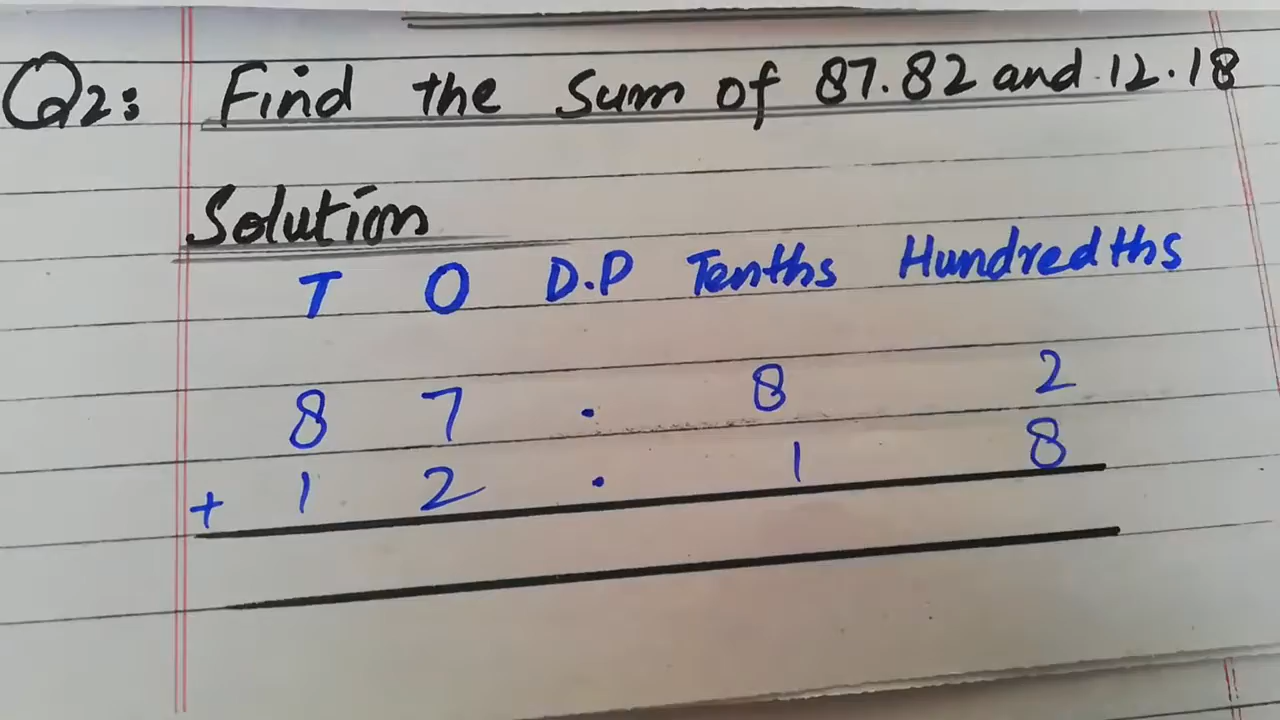 Q2: Find the Sum of 87.82 and 12.18
Solution
T O D.P Tenths Hundredths
8 7 . 8 2
+ 1 2 . 1 8